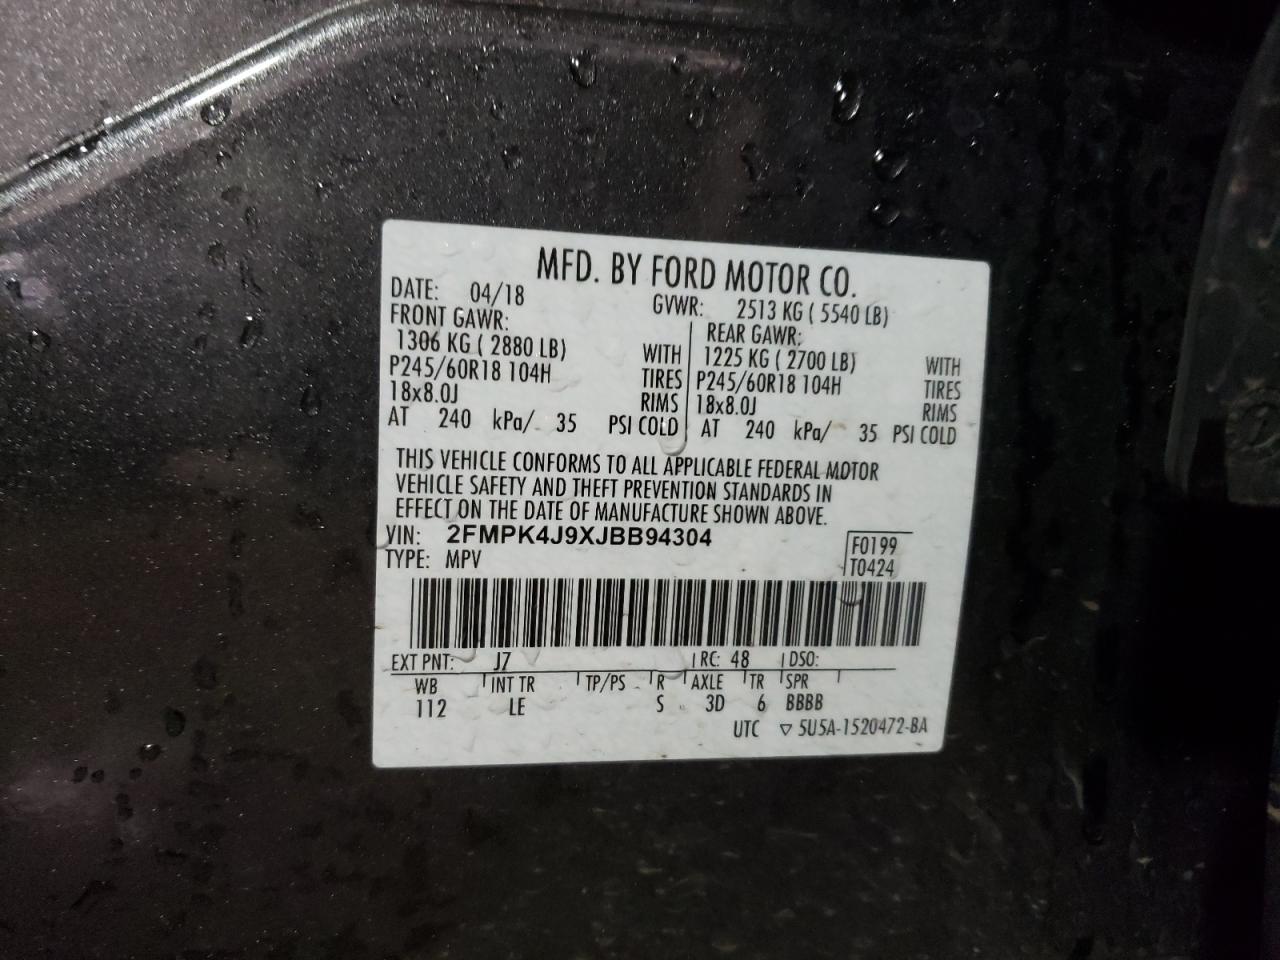 MFD. BY FORD MOTOR CO.
DATE: 04/18 GVWR: 2513 KG ( 5540 LB)
FRONT GAWR: REAR GAWR:
1306 KG ( 2880 LB) WITH 1225 KG ( 2700 LB) WITH
P245/60R18 104H TIRES P245/60R18 104H TIRES
18x8.0J RIMS 18x8.0J RIMS
AT 240 kPa/ 35 PSI COLD AT 240 kPa/ 35 PSI COLD
THIS VEHICLE CONFORMS TO ALL APPLICABLE FEDERAL MOTOR
VEHICLE SAFETY AND THEFT PREVENTION STANDARDS IN
EFFECT ON THE DATE OF MANUFACTURE SHOWN ABOVE.
VIN: 2FMPK4J9XJBB94304 F0199
TYPE: MPV T0424
EXT PNT: J7 RC: 48 DSO:
WB INT TR TP/PS R AXLE TR SPR
112 LE S 3D 6 BBBB
UTC ▽ 5U5A-1520472-BA